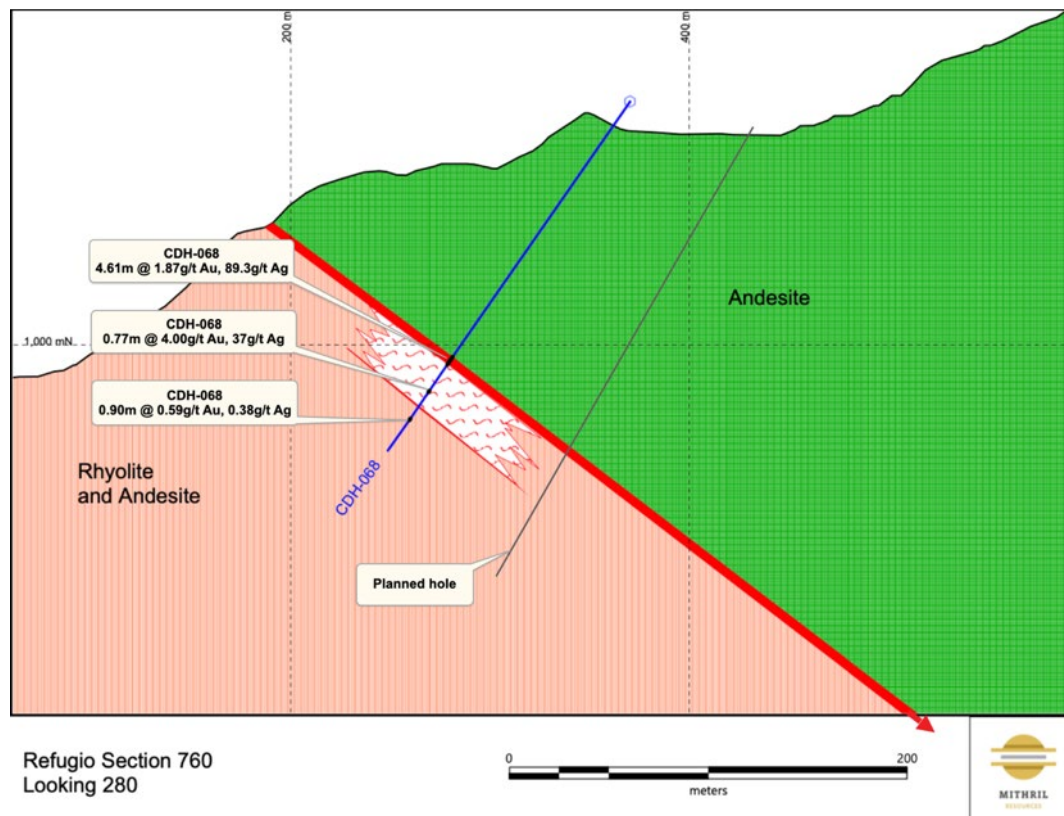 200 m
400 m
CDH-068
4.61m @ 1.87g/t Au, 89.3g/t Ag
Andesite
CDH-068
0.77m @ 4.00g/t Au, 37g/t Ag
1,000 mN
CDH-068
0.90m @ 0.59g/t Au, 0.38g/t Ag
Rhyolite
and Andesite
CDH-068
Planned hole
Refugio Section 760
Looking 280
0
200
meters
MITHRIL
RESOURCES